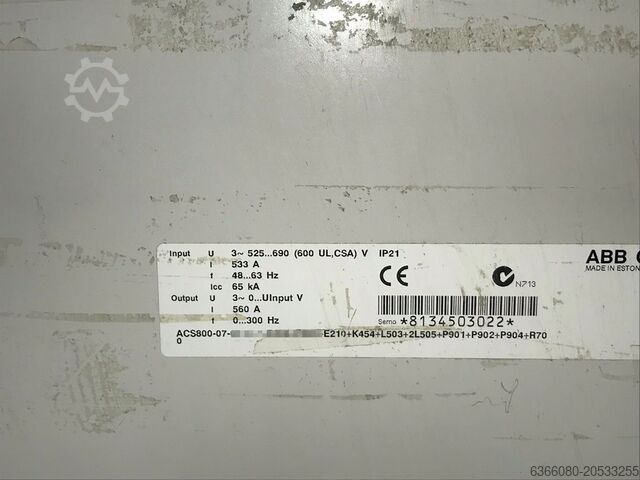 Input U 3~ 525...690 (600 UL,CSA) V IP21
I 533 A
f 48...63 Hz
Icc 65 kA
Output U 3~ 0...UInput V
I 560 A
f 0...300 Hz
ABB
MADE IN ESTON
CE
N713
Serno *8134503022*
ACS800-07- E210+K454+L503+2L505+P901+P902+P904+R70
0
6366080-20533255